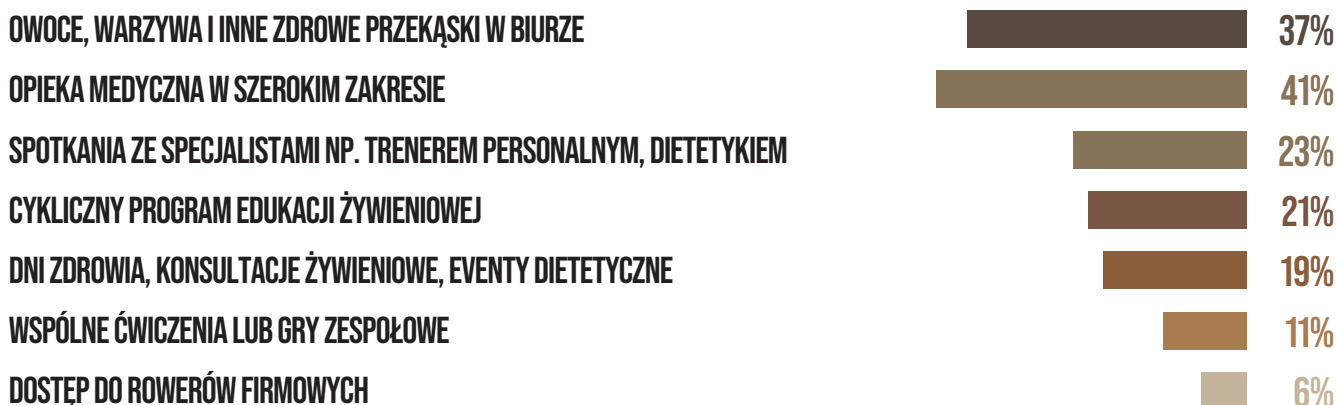 OWOCE, WARZYWA I INNE ZDROWE PRZEKĄSKI W BIURZE 37%
OPIEKA MEDYCZNA W SZEROKIM ZAKRESIE 41%
SPOTKANIA ZE SPECJALISTAMI NP. TRENEREM PERSONALNYM, DIETETYKIEM 23%
CYKLICZNY PROGRAM EDUKACJI ŻYWIENIOWEJ 21%
DNI ZDROWIA, KONSULTACJE ŻYWIENIOWE, EVENTY DIETETYCZNE 19%
WSPÓLNE ĆWICZENIA LUB GRY ZESPOŁOWE 11%
DOSTĘP DO ROWERÓW FIRMOWYCH 6%